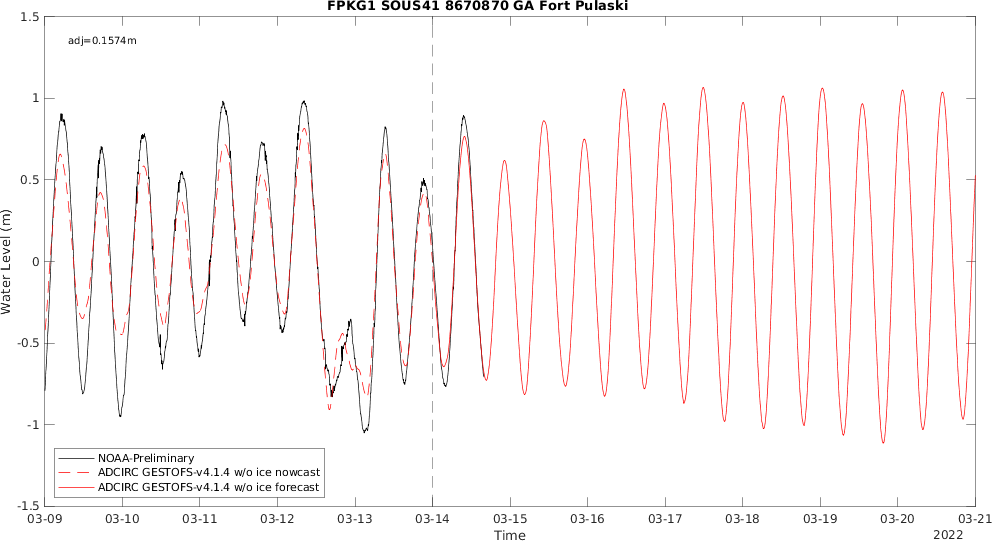 FPKG1 SOUS41 8670870 GA Fort Pulaski
1.5
adj=0.1574m
1
0.5
0
-0.5
-1
-1.5
Water Level (m)
NOAA-Preliminary
ADCIRC GESTOFS-v4.1.4 w/o ice nowcast
ADCIRC GESTOFS-v4.1.4 w/o ice forecast
03-09 03-10 03-11 03-12 03-13 03-14 03-15 03-16 03-17 03-18 03-19 03-20 03-21
Time
2022